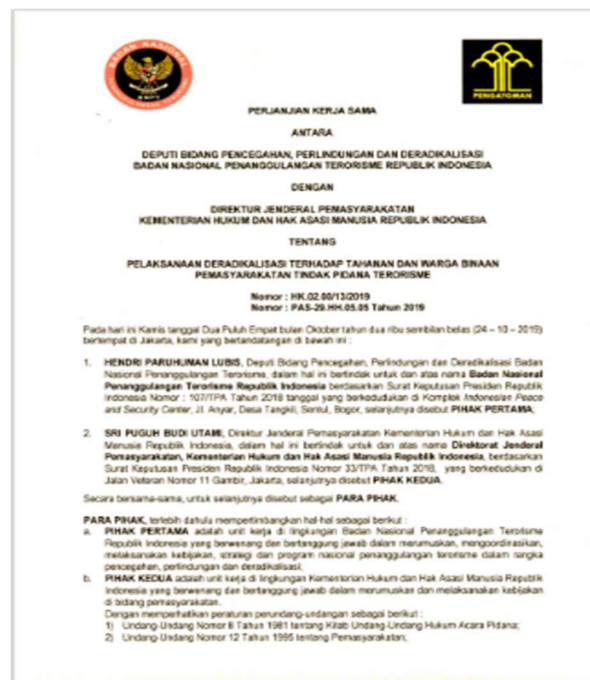 BADAN NASIONAL
PENGAYOMAN
PERJANJIAN KERJA SAMA
ANTARA
DEPUTI BIDANG PENCEGAHAN, PERLINDUNGAN DAN DERADIKALISASI
BADAN NASIONAL PENANGGULANGAN TERORISME REPUBLIK INDONESIA
DENGAN
DIREKTUR JENDERAL PEMASYARAKATAN
KEMENTERIAN HUKUM DAN HAK ASASI MANUSIA REPUBLIK INDONESIA
TENTANG
PELAKSANAAN DERADIKALISASI TERHADAP TAHANAN DAN WARGA BINAAN
PEMASYARAKATAN TINDAK PIDANA TERORISME
Nomor : HK.02.00/13/2019
Nomor : PAS-29.HH.05.05 Tahun 2019
Pada hari ini Kamis tanggal Dua Puluh Empat bulan Oktober tahun dua ribu sembilan belas (24 – 10 – 2019)
bertempat di Jakarta, kami yang bertandatangan di bawah ini :
1. HENDRI PARUHUMAN LUBIS, Deputi Bidang Pencegahan, Perlindungan dan Deradikalisasi Badan
Nasional Penanggulangan Terorisme, dalam hal ini bertindak untuk dan atas nama Badan Nasional
Penanggulangan Terorisme Republik Indonesia berdasarkan Surat Keputusan Presiden Republik
Indonesia Nomor : 107/TPA Tahun 2018 tanggal yang berkedudukan di Komplek Indonesian Peace
and Security Center, Jl. Anyar, Desa Tangkil, Sentul, Bogor, selanjutnya disebut PIHAK PERTAMA;
2. SRI PUGUH BUDI UTAMI, Direktur Jenderal Pemasyarakatan Kementerian Hukum dan Hak Asasi
Manusia Republik Indonesia, dalam hal ini bertindak untuk dan atas nama Direktorat Jenderal
Pemasyarakatan, Kementerian Hukum dan Hak Asasi Manusia Republik Indonesia, berdasarkan
Surat Keputusan Presiden Republik Indonesia Nomor 33/TPA Tahun 2018, yang berkedudukan di
Jalan Veteran Nomor 11 Gambir, Jakarta, selanjutnya disebut PIHAK KEDUA.
Secara bersama-sama, untuk selanjutnya disebut sebagai PARA PIHAK.
PARA PIHAK, terlebih dahulu mempertimbangkan hal-hal sebagai berikut :
a. PIHAK PERTAMA adalah unit kerja di lingkungan Badan Nasional Penanggulangan Terorisme
Republik Indonesia yang berwenang dan bertanggung jawab dalam merumuskan, mengoordinasikan,
melaksanakan kebijakan, strategi dan program nasional penanggulangan terorisme dalam rangka
pencegahan, perlindungan dan deradikalisasi;
b. PIHAK KEDUA adalah unit kerja di lingkungan Kementerian Hukum dan Hak Asasi Manusia Republik
Indonesia yang berwenang dan bertanggung jawab dalam merumuskan dan melaksanakan kebijakan
di bidang pemasyarakatan.
Dengan memperhatikan peraturan perundang-undangan sebagai berikut :
1) Undang-Undang Nomor 8 Tahun 1981 tentang Kitab Undang-Undang Hukum Acara Pidana;
2) Undang-Undang Nomor 12 Tahun 1995 tentang Pemasyarakatan;